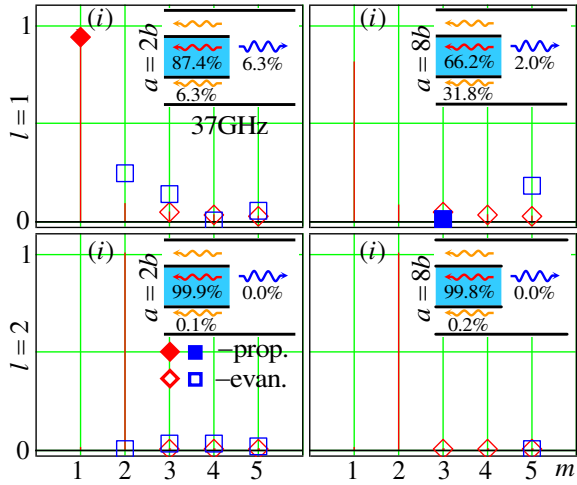 1
(i)
a = 2b
87.4%
6.3%
6.3%
37GHz
l = 1
0
(i)
a = 8b
66.2%
2.0%
31.8%
1
(i)
a = 2b
99.9%
0.0%
0.1%
–prop.
–evan.
l = 2
0
(i)
a = 8b
99.8%
0.0%
0.2%
1 2 3 4 5
1 2 3 4 5 m